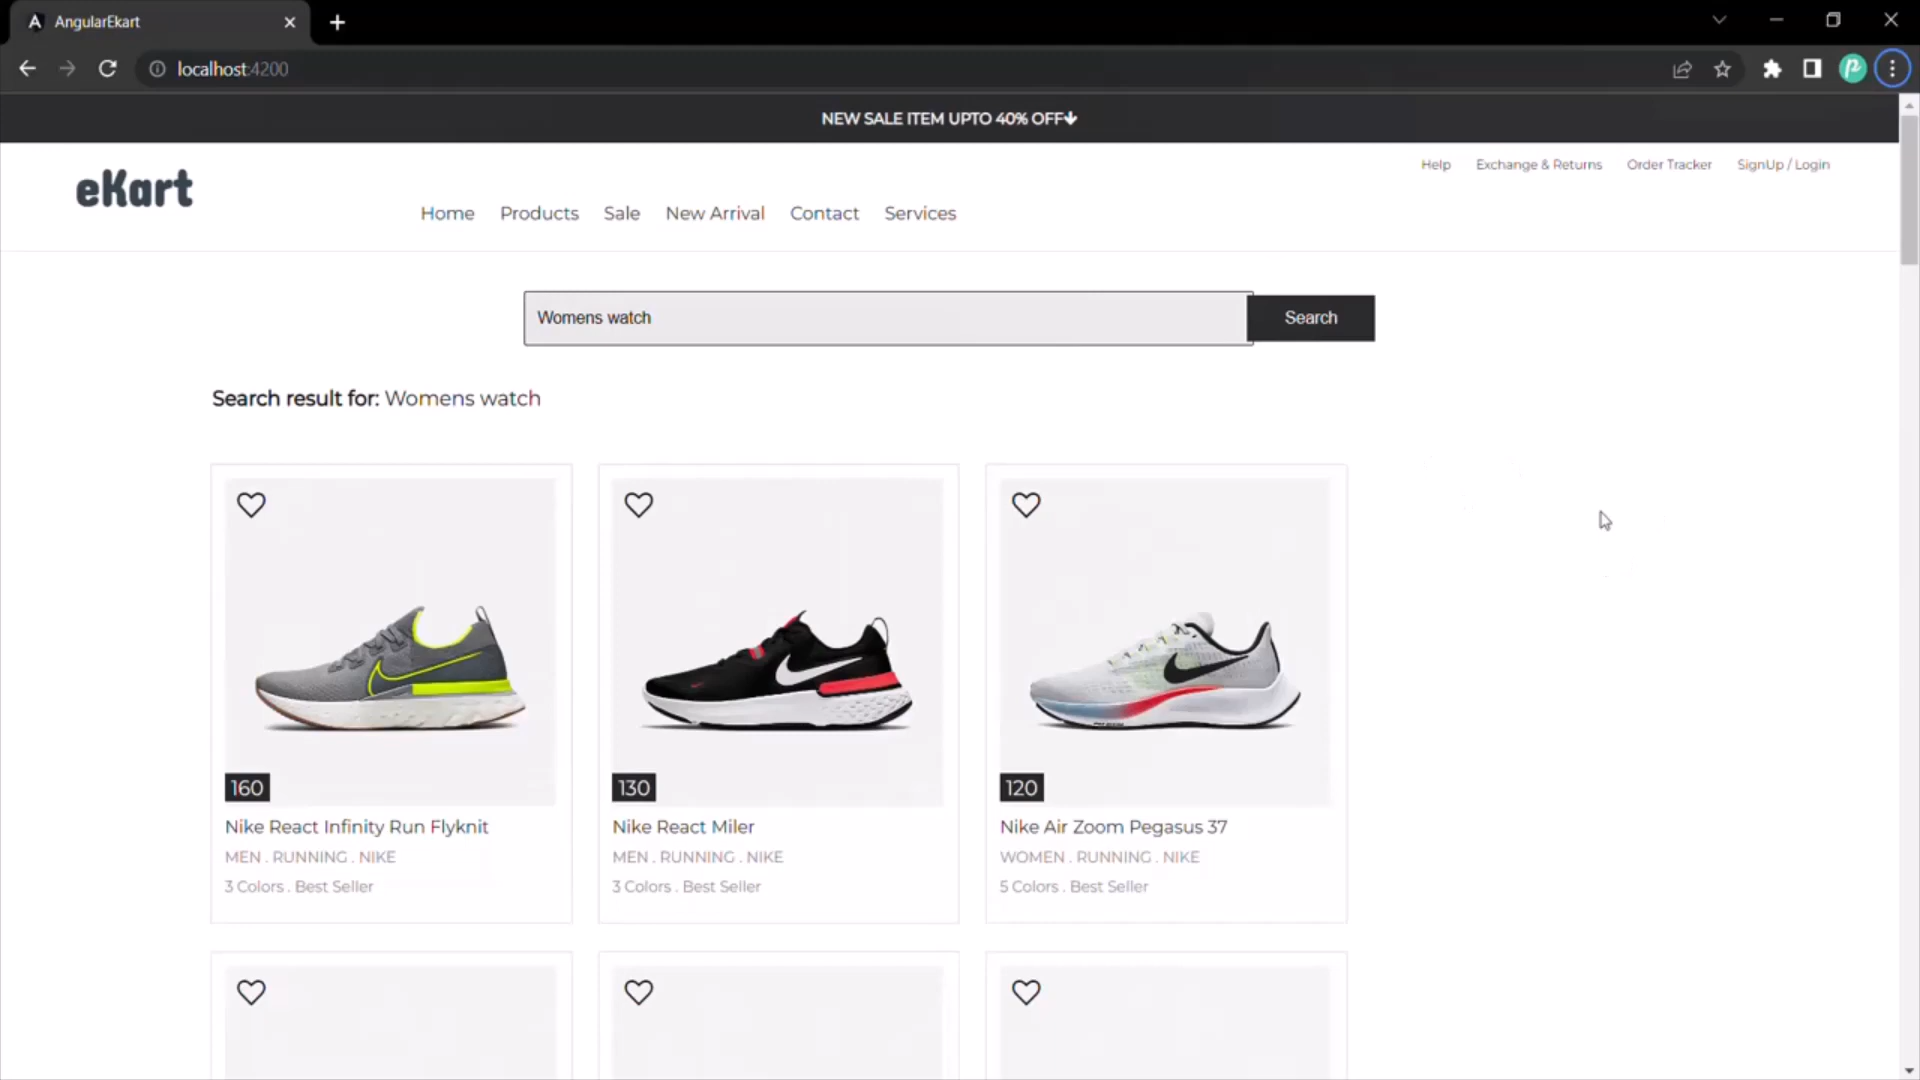 AngularEkart
localhost:4200
NEW SALE ITEM UPTO 40% OFF
Help Exchange & Returns Order Tracker SignUp / Login
eKart
Home Products Sale New Arrival Contact Services
Womens watch Search
Search result for: Womens watch
160
Nike React Infinity Run Flyknit
MEN . RUNNING . NIKE
3 Colors . Best Seller
130
Nike React Miler
MEN . RUNNING . NIKE
3 Colors . Best Seller
120
Nike Air Zoom Pegasus 37
WOMEN . RUNNING . NIKE
5 Colors . Best Seller